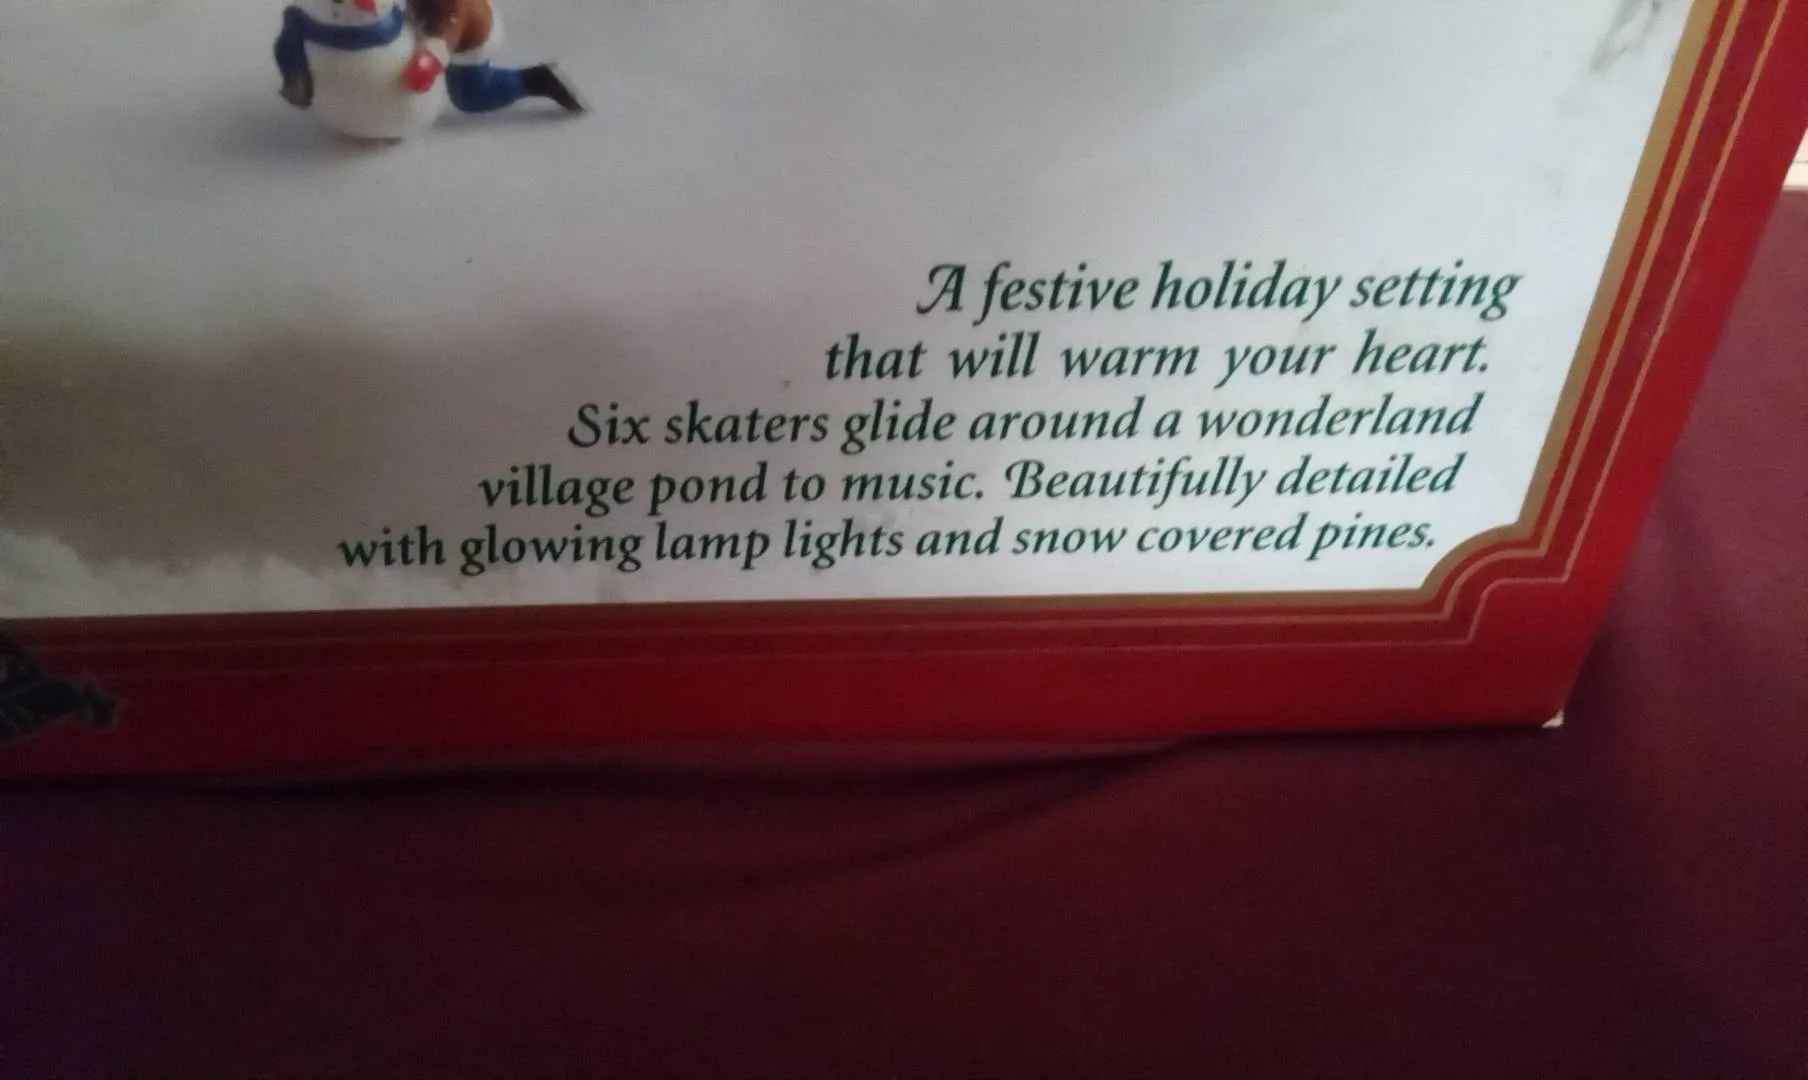 A festive holiday setting
that will warm your heart.
Six skaters glide around a wonderland
village pond to music. Beautifully detailed
with glowing lamp lights and snow covered pines.